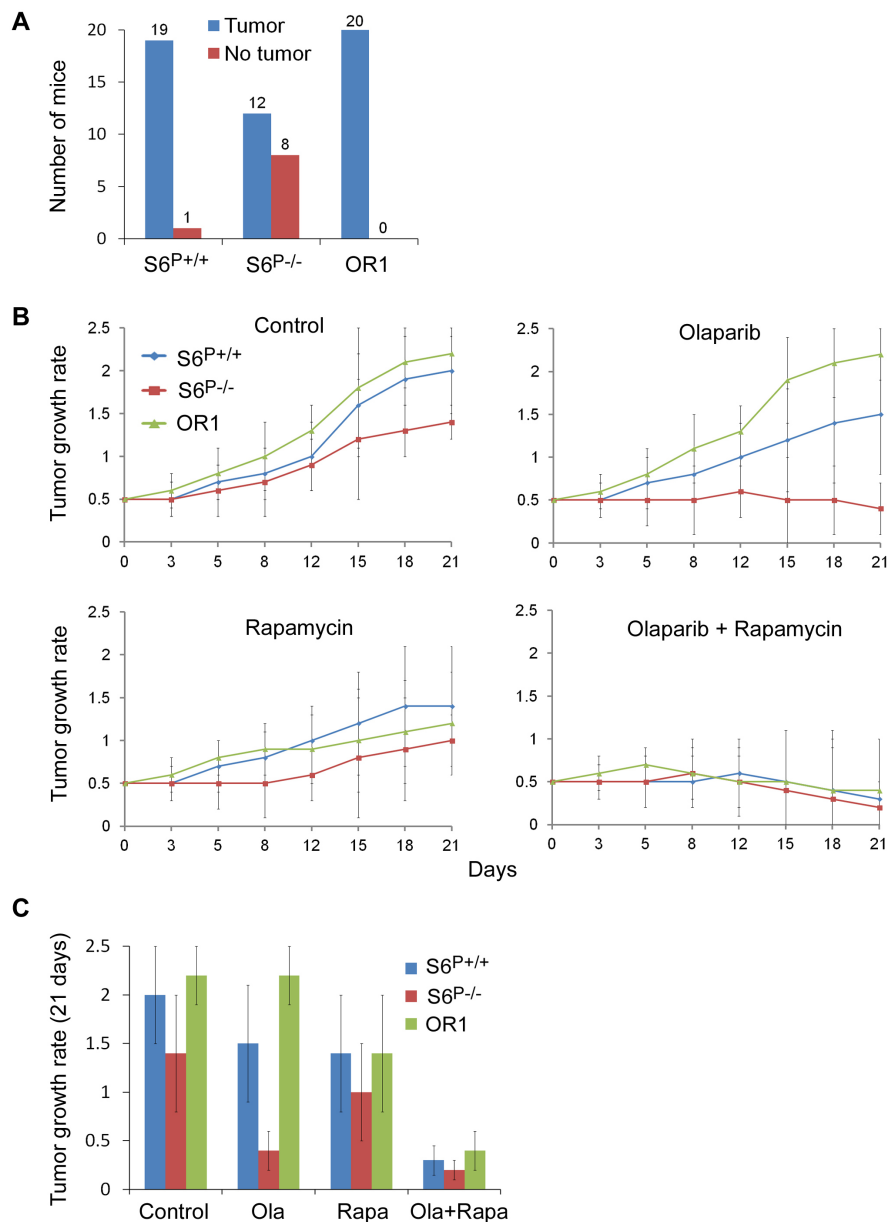 A
Number of mice
20
15
10
5
0
Tumor
No tumor
19
1
12
8
20
0
S6P+/+
S6P-/-
OR1
B
Control
Tumor growth rate
2.5
2
1.5
1
0.5
0
S6P+/+
S6P-/-
OR1
0 3 5 8 12 15 18 21
Olaparib
2.5
2
1.5
1
0.5
0
0 3 5 8 12 15 18 21
Rapamycin
Tumor growth rate
2.5
2
1.5
1
0.5
0
0 3 5 8 12 15 18 21
Olaparib + Rapamycin
2.5
2
1.5
1
0.5
0
0 3 5 8 12 15 18 21
Days
C
Tumor growth rate (21 days)
2.5
2
1.5
1
0.5
0
S6P+/+
S6P-/-
OR1
Control Ola Rapa Ola+Rapa